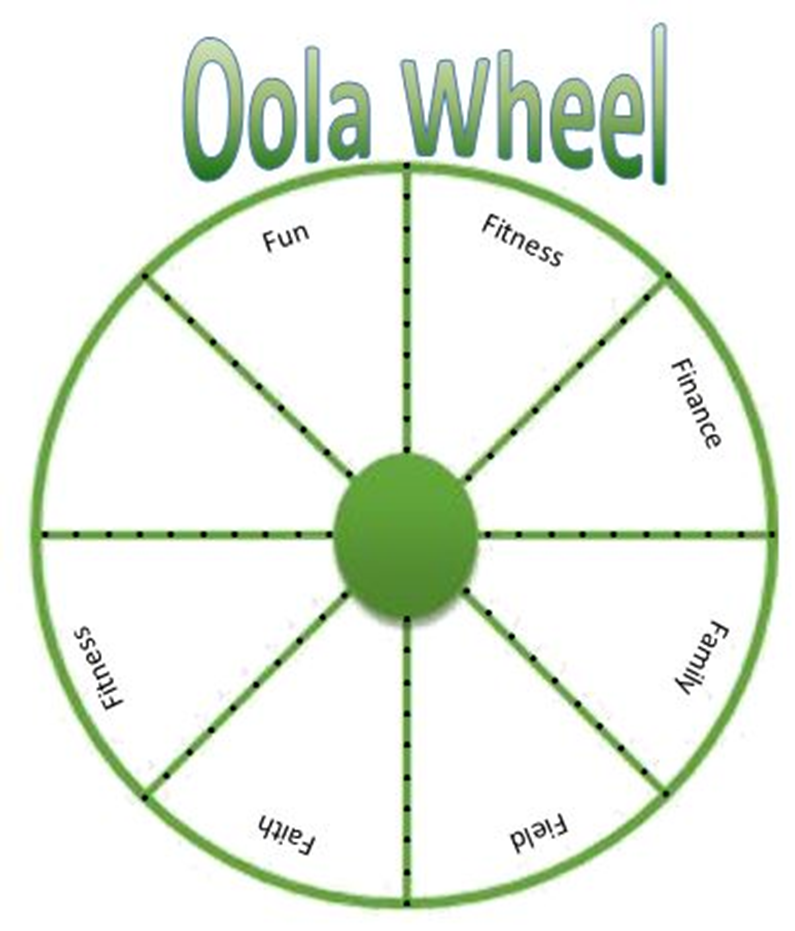 Oola Wheel
Fun
Fitness
Finance
Family
Field
Faith
Fitness